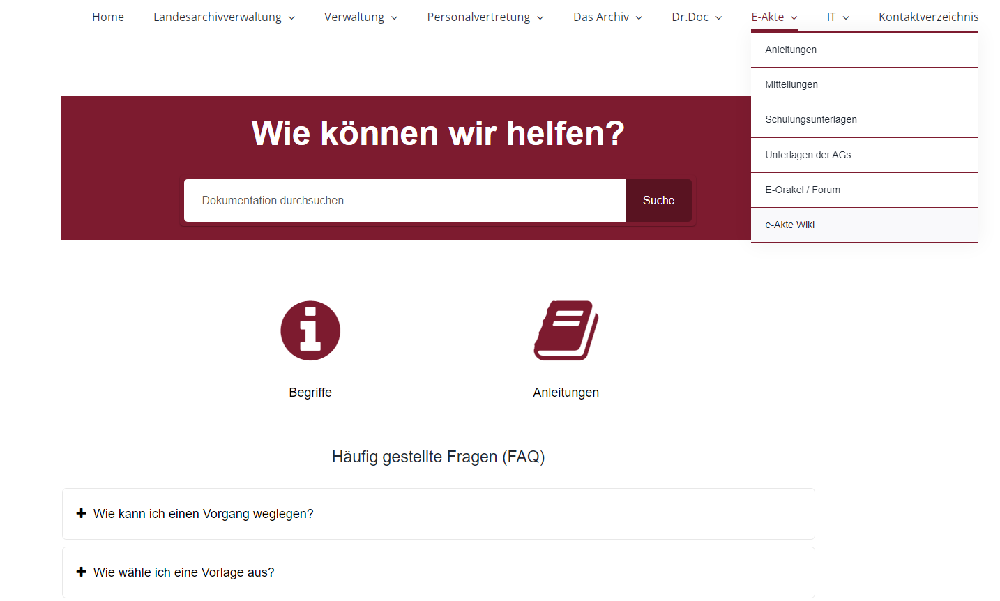 Home Landesarchivverwaltung Verwaltung Personalvertretung Das Archiv Dr.Doc E-Akte IT Kontaktverzeichnis
Anleitungen
Mitteilungen
Schulungsunterlagen
Unterlagen der AGs
E-Orakel / Forum
e-Akte Wiki
Wie können wir helfen?
Dokumentation durchsuchen... Suche
Begriffe Anleitungen
Häufig gestellte Fragen (FAQ)
Wie kann ich einen Vorgang weglegen?
Wie wähle ich eine Vorlage aus?